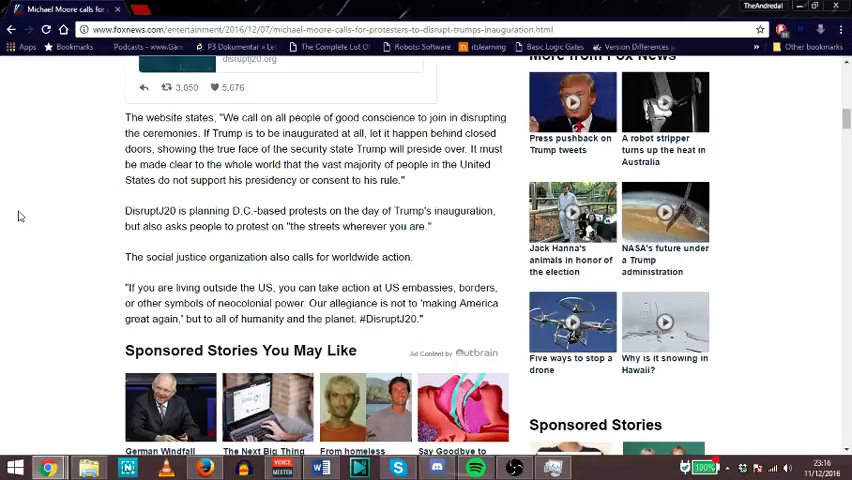 TheAndredal
Michael Moore calls for
www.foxnews.com/entertainment/2016/12/07/michael-moore-calls-for-protesters-to-disrupt-trumps-inauguration.html
Apps Bookmarks Podcasts - www.Gam P3 Dokumentar » Let The Complete List Of Robots: Software itslearning Basic Logic Gates Version Differences » Other bookmarks
disruptj20.org
3,050 5,676
The website states, "We call on all people of good conscience to join in disrupting
the ceremonies. If Trump is to be inaugurated at all, let it happen behind closed
doors, showing the true face of the security state Trump will preside over. It must
be made clear to the whole world that the vast majority of people in the United
States do not support his presidency or consent to his rule."
DisruptJ20 is planning D.C.-based protests on the day of Trump's inauguration,
but also asks people to protest on "the streets wherever you are."
The social justice organization also calls for worldwide action.
"If you are living outside the US, you can take action at US embassies, borders,
or other symbols of neocolonial power. Our allegiance is not to 'making America
great again,' but to all of humanity and the planet. #DisruptJ20."
Sponsored Stories You May Like
Ad Content by Outbrain
German Windfall
The Next Big Thing
From homeless
Say Goodbye to
More from Fox News
Press pushback on
Trump tweets
A robot stripper
turns up the heat in
Australia
Jack Hanna's
animals in honor of
the election
NASA's future under
a Trump
administration
Five ways to stop a
drone
Why is it snowing in
Hawaii?
Sponsored Stories
VOICE
MEETER
100%
23:16
11/12/2016